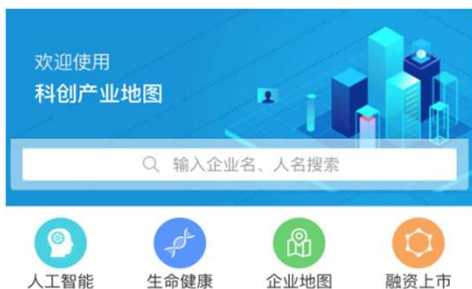 欢迎使用
科创产业地图
输入企业名、人名搜索
人工智能
生命健康
企业地图
融资上市